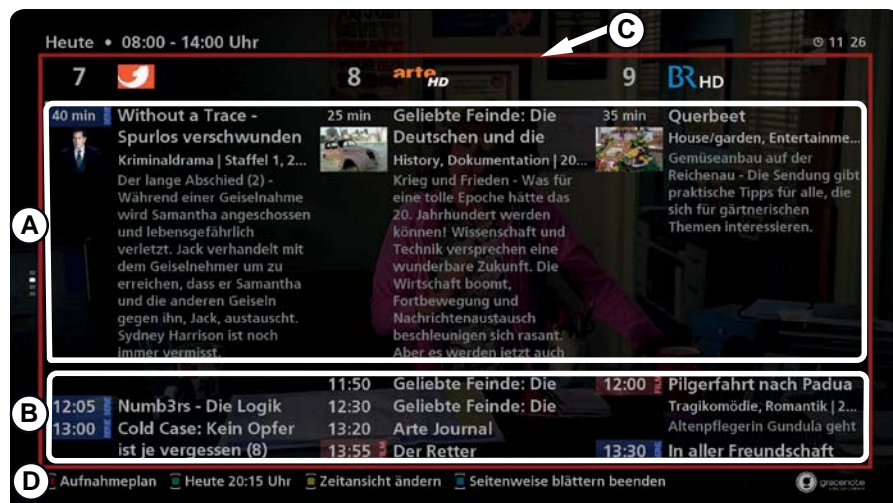 C
Heute • 08:00 - 14:00 Uhr
11 26
7
8
arte HD
9
BR HD
A
40 min
SERIE
Without a Trace -
Spurlos verschwunden
Kriminaldrama | Staffel 1, 2...
Der lange Abschied (2) -
Während einer Geiselnahme
wird Samantha angeschossen
und lebensgefährlich
verletzt. Jack verhandelt mit
dem Geiselnehmer um zu
erreichen, dass er Samantha
und die anderen Geiseln
gegen ihn, Jack, austauscht.
Sydney Harrison ist noch
immer vermisst.
25 min
Geliebte Feinde: Die
Deutschen und die
History, Dokumentation | 20...
Krieg und Frieden - Was für
eine tolle Epoche hätte das
20. Jahrhundert werden
können! Wissenschaft und
Technik versprechen eine
wunderbare Zukunft. Die
Wirtschaft boomt,
Fortbewegung und
Nachrichtenaustausch
beschleunigen sich rasant.
Aber es werden jetzt auch
35 min
Querbeet
House/garden, Entertainme...
Gemüseanbau auf der
Reichenau - Die Sendung gibt
praktische Tipps für alle, die
sich für gärtnerischen
Themen interessieren.
B
12:05 SERIE Numb3rs - Die Logik
13:00 SERIE Cold Case: Kein Opfer
ist je vergessen (8)
11:50 Geliebte Feinde: Die
12:30 Geliebte Feinde: Die
13:20 Arte Journal
13:55 FILM Der Retter
12:00 FILM Pilgerfahrt nach Padua
Tragikomödie, Romantik | 2...
Altenpflegerin Gundula geht
13:30 SERIE In aller Freundschaft
D
Aufnahmeplan
Heute 20:15 Uhr
Zeitansicht ändern
Seitenweise blättern beenden
gracenote